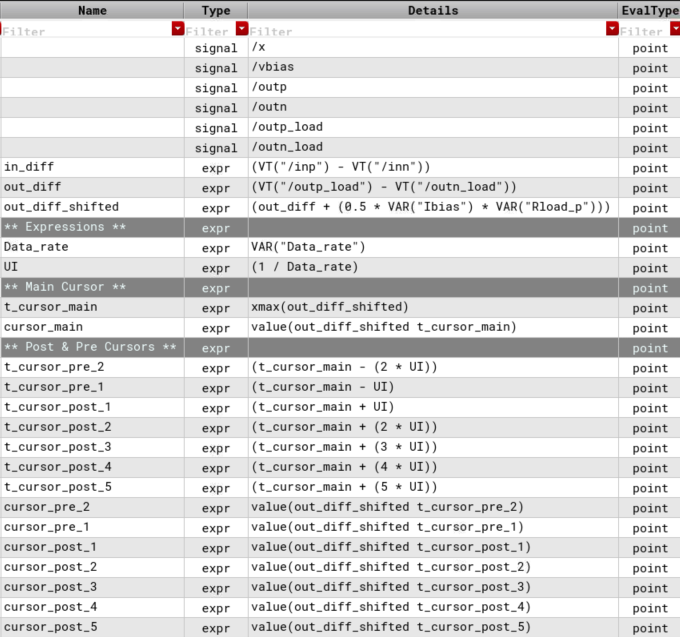 Name Type Details EvalType
Filter Filter Filter Filter
signal /x point
signal /vbias point
signal /outp point
signal /outn point
signal /outp_load point
signal /outn_load point
in_diff expr (VT("/inp") - VT("/inn")) point
out_diff expr (VT("/outp_load") - VT("/outn_load")) point
out_diff_shifted expr (out_diff + (0.5 * VAR("Ibias") * VAR("Rload_p"))) point
** Expressions ** expr point
Data_rate expr VAR("Data_rate") point
UI expr (1 / Data_rate) point
** Main Cursor ** expr point
t_cursor_main expr xmax(out_diff_shifted) point
cursor_main expr value(out_diff_shifted t_cursor_main) point
** Post & Pre Cursors ** expr point
t_cursor_pre_2 expr (t_cursor_main - (2 * UI)) point
t_cursor_pre_1 expr (t_cursor_main - UI) point
t_cursor_post_1 expr (t_cursor_main + UI) point
t_cursor_post_2 expr (t_cursor_main + (2 * UI)) point
t_cursor_post_3 expr (t_cursor_main + (3 * UI)) point
t_cursor_post_4 expr (t_cursor_main + (4 * UI)) point
t_cursor_post_5 expr (t_cursor_main + (5 * UI)) point
cursor_pre_2 expr value(out_diff_shifted t_cursor_pre_2) point
cursor_pre_1 expr value(out_diff_shifted t_cursor_pre_1) point
cursor_post_1 expr value(out_diff_shifted t_cursor_post_1) point
cursor_post_2 expr value(out_diff_shifted t_cursor_post_2) point
cursor_post_3 expr value(out_diff_shifted t_cursor_post_3) point
cursor_post_4 expr value(out_diff_shifted t_cursor_post_4) point
cursor_post_5 expr value(out_diff_shifted t_cursor_post_5) point